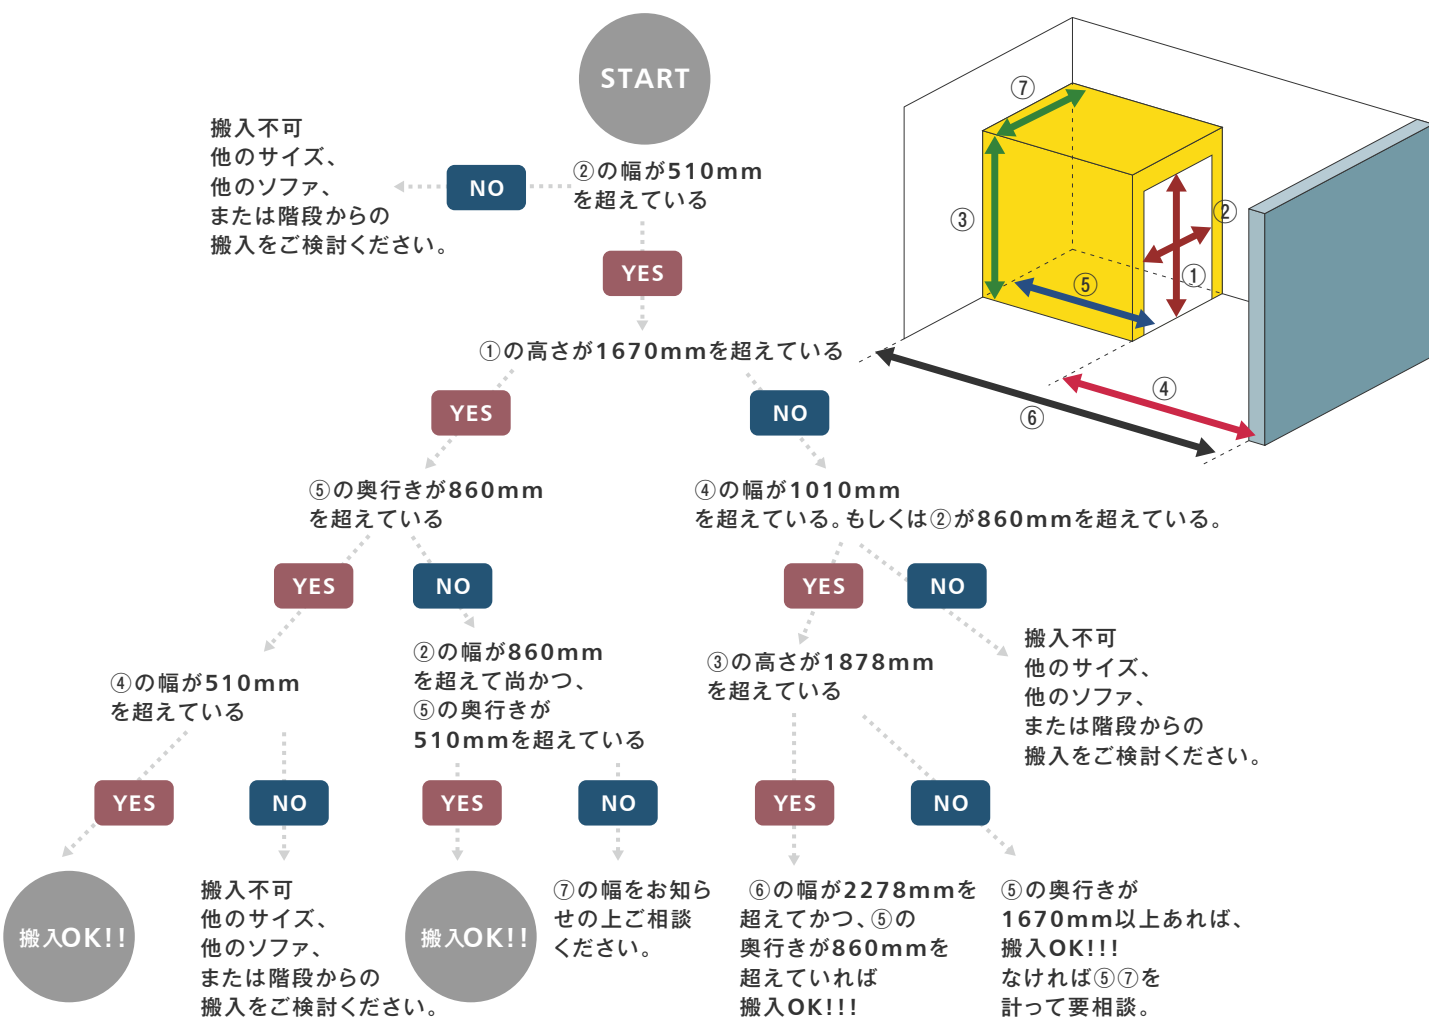 START
搬入不可
他のサイズ、
他のソファ、
または階段からの
搬入をご検討ください。
NO
②の幅が510mm
を超えている
YES
①の高さが1670mmを超えている
YES
NO
⑤の奥行きが860mm
を超えている
④の幅が1010mm
を超えている。もしくは②が860mmを超えている。
YES
NO
YES
NO
④の幅が510mm
を超えている
②の幅が860mm
を超えて尚かつ、
⑤の奥行きが
510mmを超えている
③の高さが1878mm
を超えている
搬入不可
他のサイズ、
他のソファ、
または階段からの
搬入をご検討ください。
YES
NO
YES
NO
YES
NO
搬入OK!!
搬入不可
他のサイズ、
他のソファ、
または階段からの
搬入をご検討ください。
搬入OK!!
⑦の幅をお知ら
せの上ご相談
ください。
⑥の幅が2278mmを
超えてかつ、⑤の
奥行きが860mmを
超えていれば
搬入OK!!!
⑤の奥行きが
1670mm以上あれば、
搬入OK!!!
なければ⑤⑦を
計って要相談。
⑦
③
②
①
⑤
④
⑥